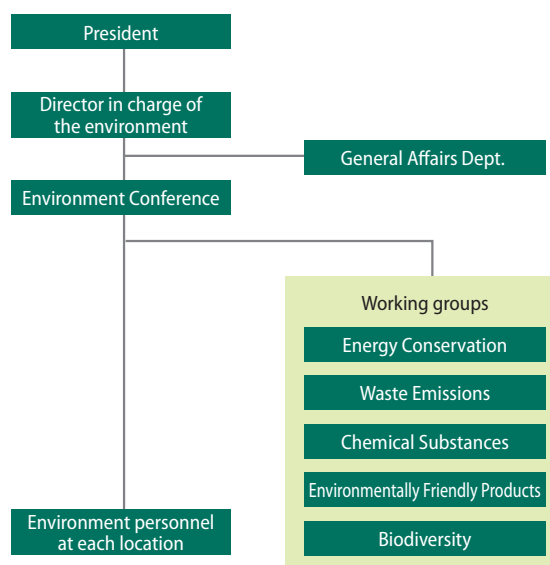 President
Director in charge of
the environment
General Affairs Dept.
Environment Conference
Working groups
Energy Conservation
Waste Emissions
Chemical Substances
Environmentally Friendly Products
Biodiversity
Environment personnel
at each location